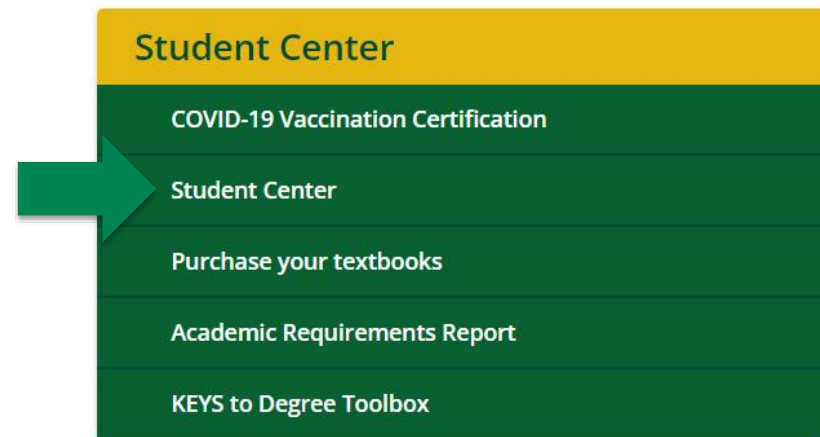 Student Center
COVID-19 Vaccination Certification
Student Center
Purchase your textbooks
Academic Requirements Report
KEYS to Degree Toolbox